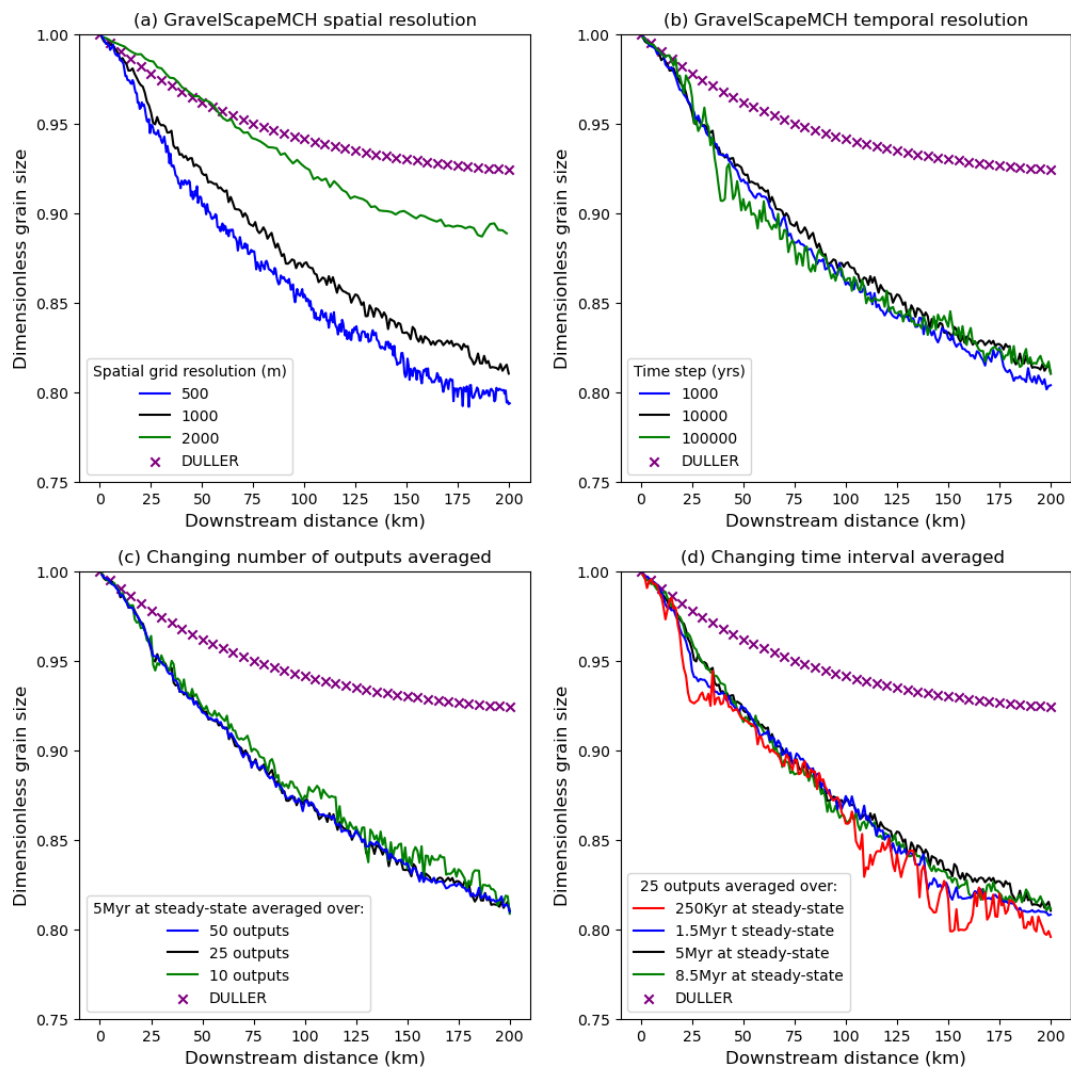 (a) GravelScapeMCH spatial resolution
1.00
0.95
0.90
0.85
0.80
0.75
Dimensionless grain size
Spatial grid resolution (m)
500
1000
2000
DULLER
0 25 50 75 100 125 150 175 200
Downstream distance (km)
(b) GravelScapeMCH temporal resolution
1.00
0.95
0.90
0.85
0.80
0.75
Dimensionless grain size
Time step (yrs)
1000
10000
100000
DULLER
0 25 50 75 100 125 150 175 200
Downstream distance (km)
(c) Changing number of outputs averaged
1.00
0.95
0.90
0.85
0.80
0.75
Dimensionless grain size
5Myr at steady-state averaged over:
50 outputs
25 outputs
10 outputs
DULLER
0 25 50 75 100 125 150 175 200
Downstream distance (km)
(d) Changing time interval averaged
1.00
0.95
0.90
0.85
0.80
0.75
Dimensionless grain size
25 outputs averaged over:
250Kyr at steady-state
1.5Myr t steady-state
5Myr at steady-state
8.5Myr at steady-state
DULLER
0 25 50 75 100 125 150 175 200
Downstream distance (km)